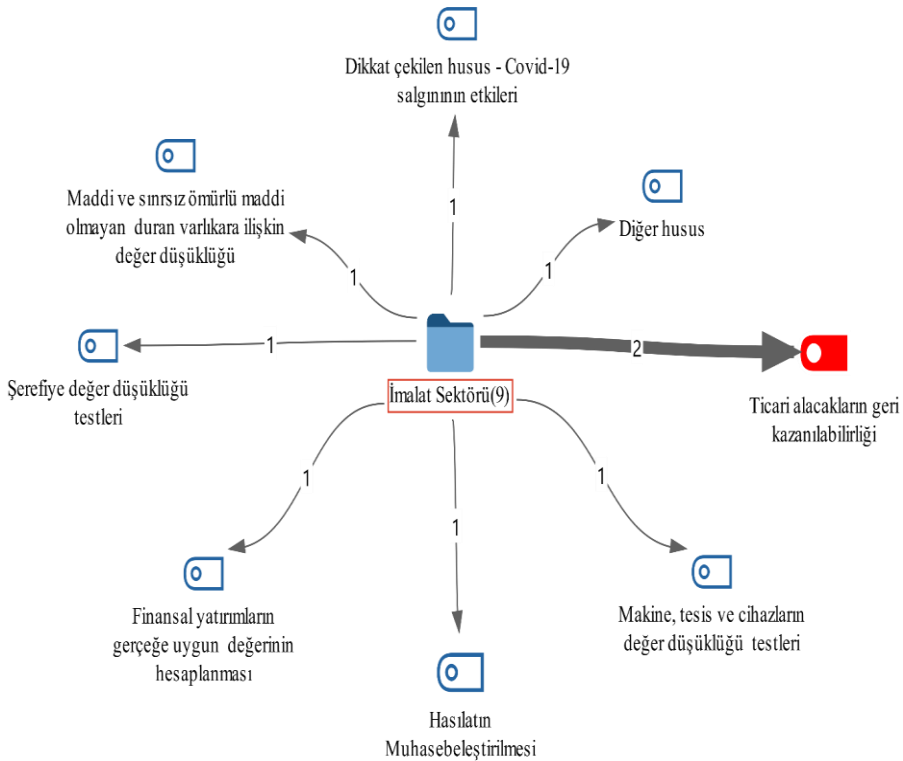 Dikkat çekilen husus - Covid-19
salgınının etkileri
1
Maddi ve sınrsız ömürlü maddi
olmayan duran varlıkara ilişkin
değer düşüklüğü
1
Diğer husus
1
Şerefiye değer düşüklüğü
testleri
1
İmalat Sektörü(9)
2
Ticari alacakların geri
kazanılabilirliği
1
Finansal yatırımların
gerçeğe uygun değerinin
hesaplanması
1
Hasılatın
Muhasebeleştirilmesi
1
Makine, tesis ve cihazların
değer düşüklüğü testleri